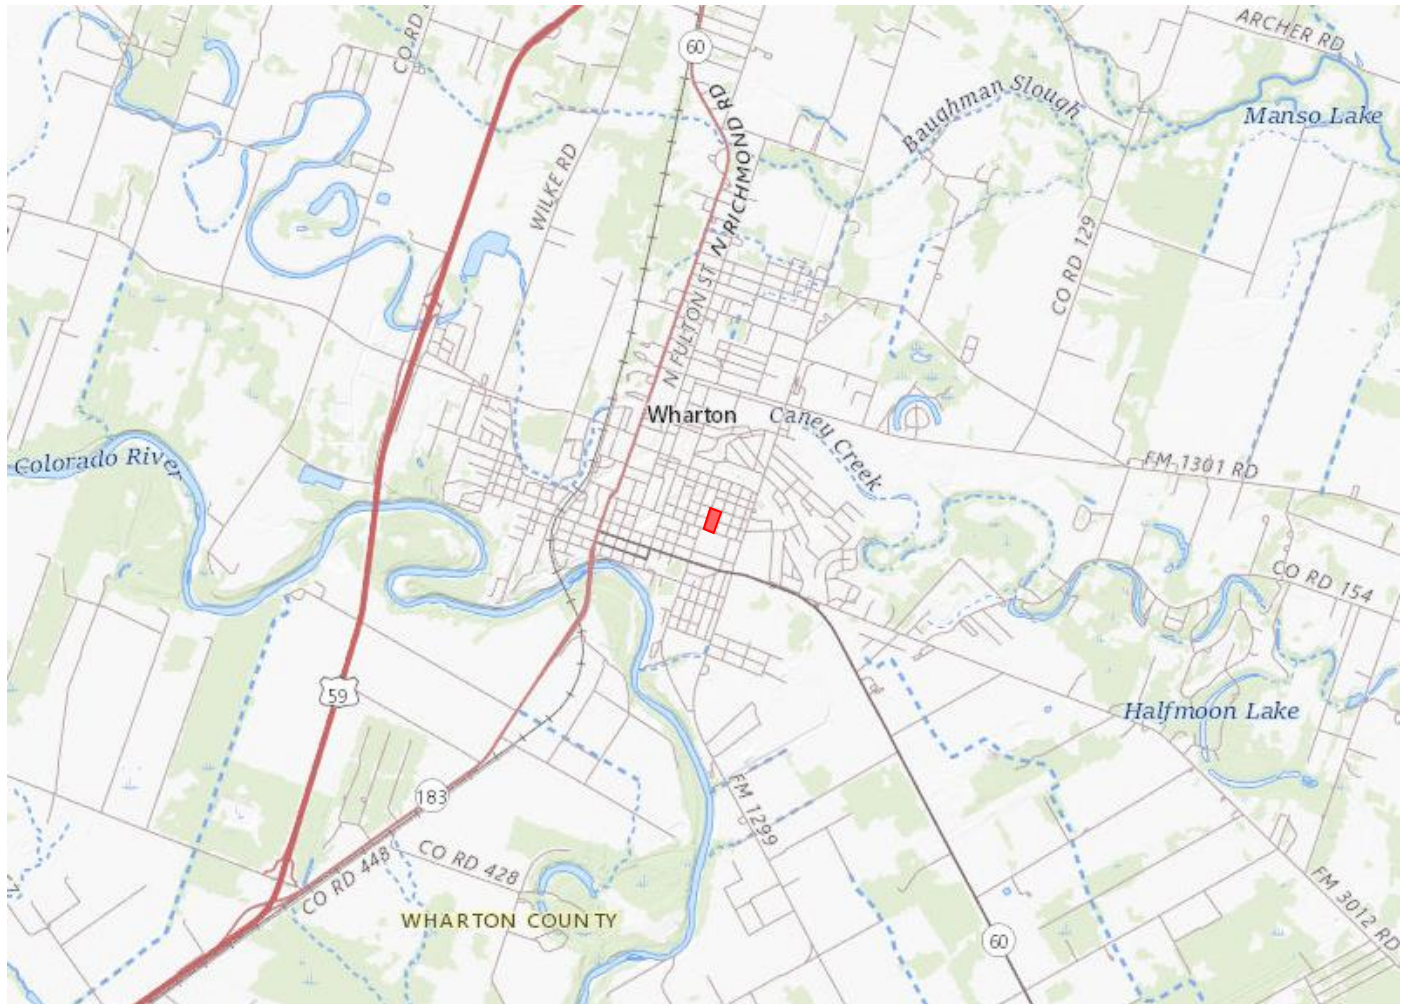 ARCHER RD
CO RD
60
N RICHMOND RD
Baughman Slough
Manso Lake
WILKE RD
CO RD 129
N FULTON ST
Wharton
Caney Creek
Colorado River
FM 1301 RD
CO RD 154
59
Halfmoon Lake
183
FM 1299
CO RD 448
CO RD 428
WHARTON COUNTY
FM 3012 RD
60